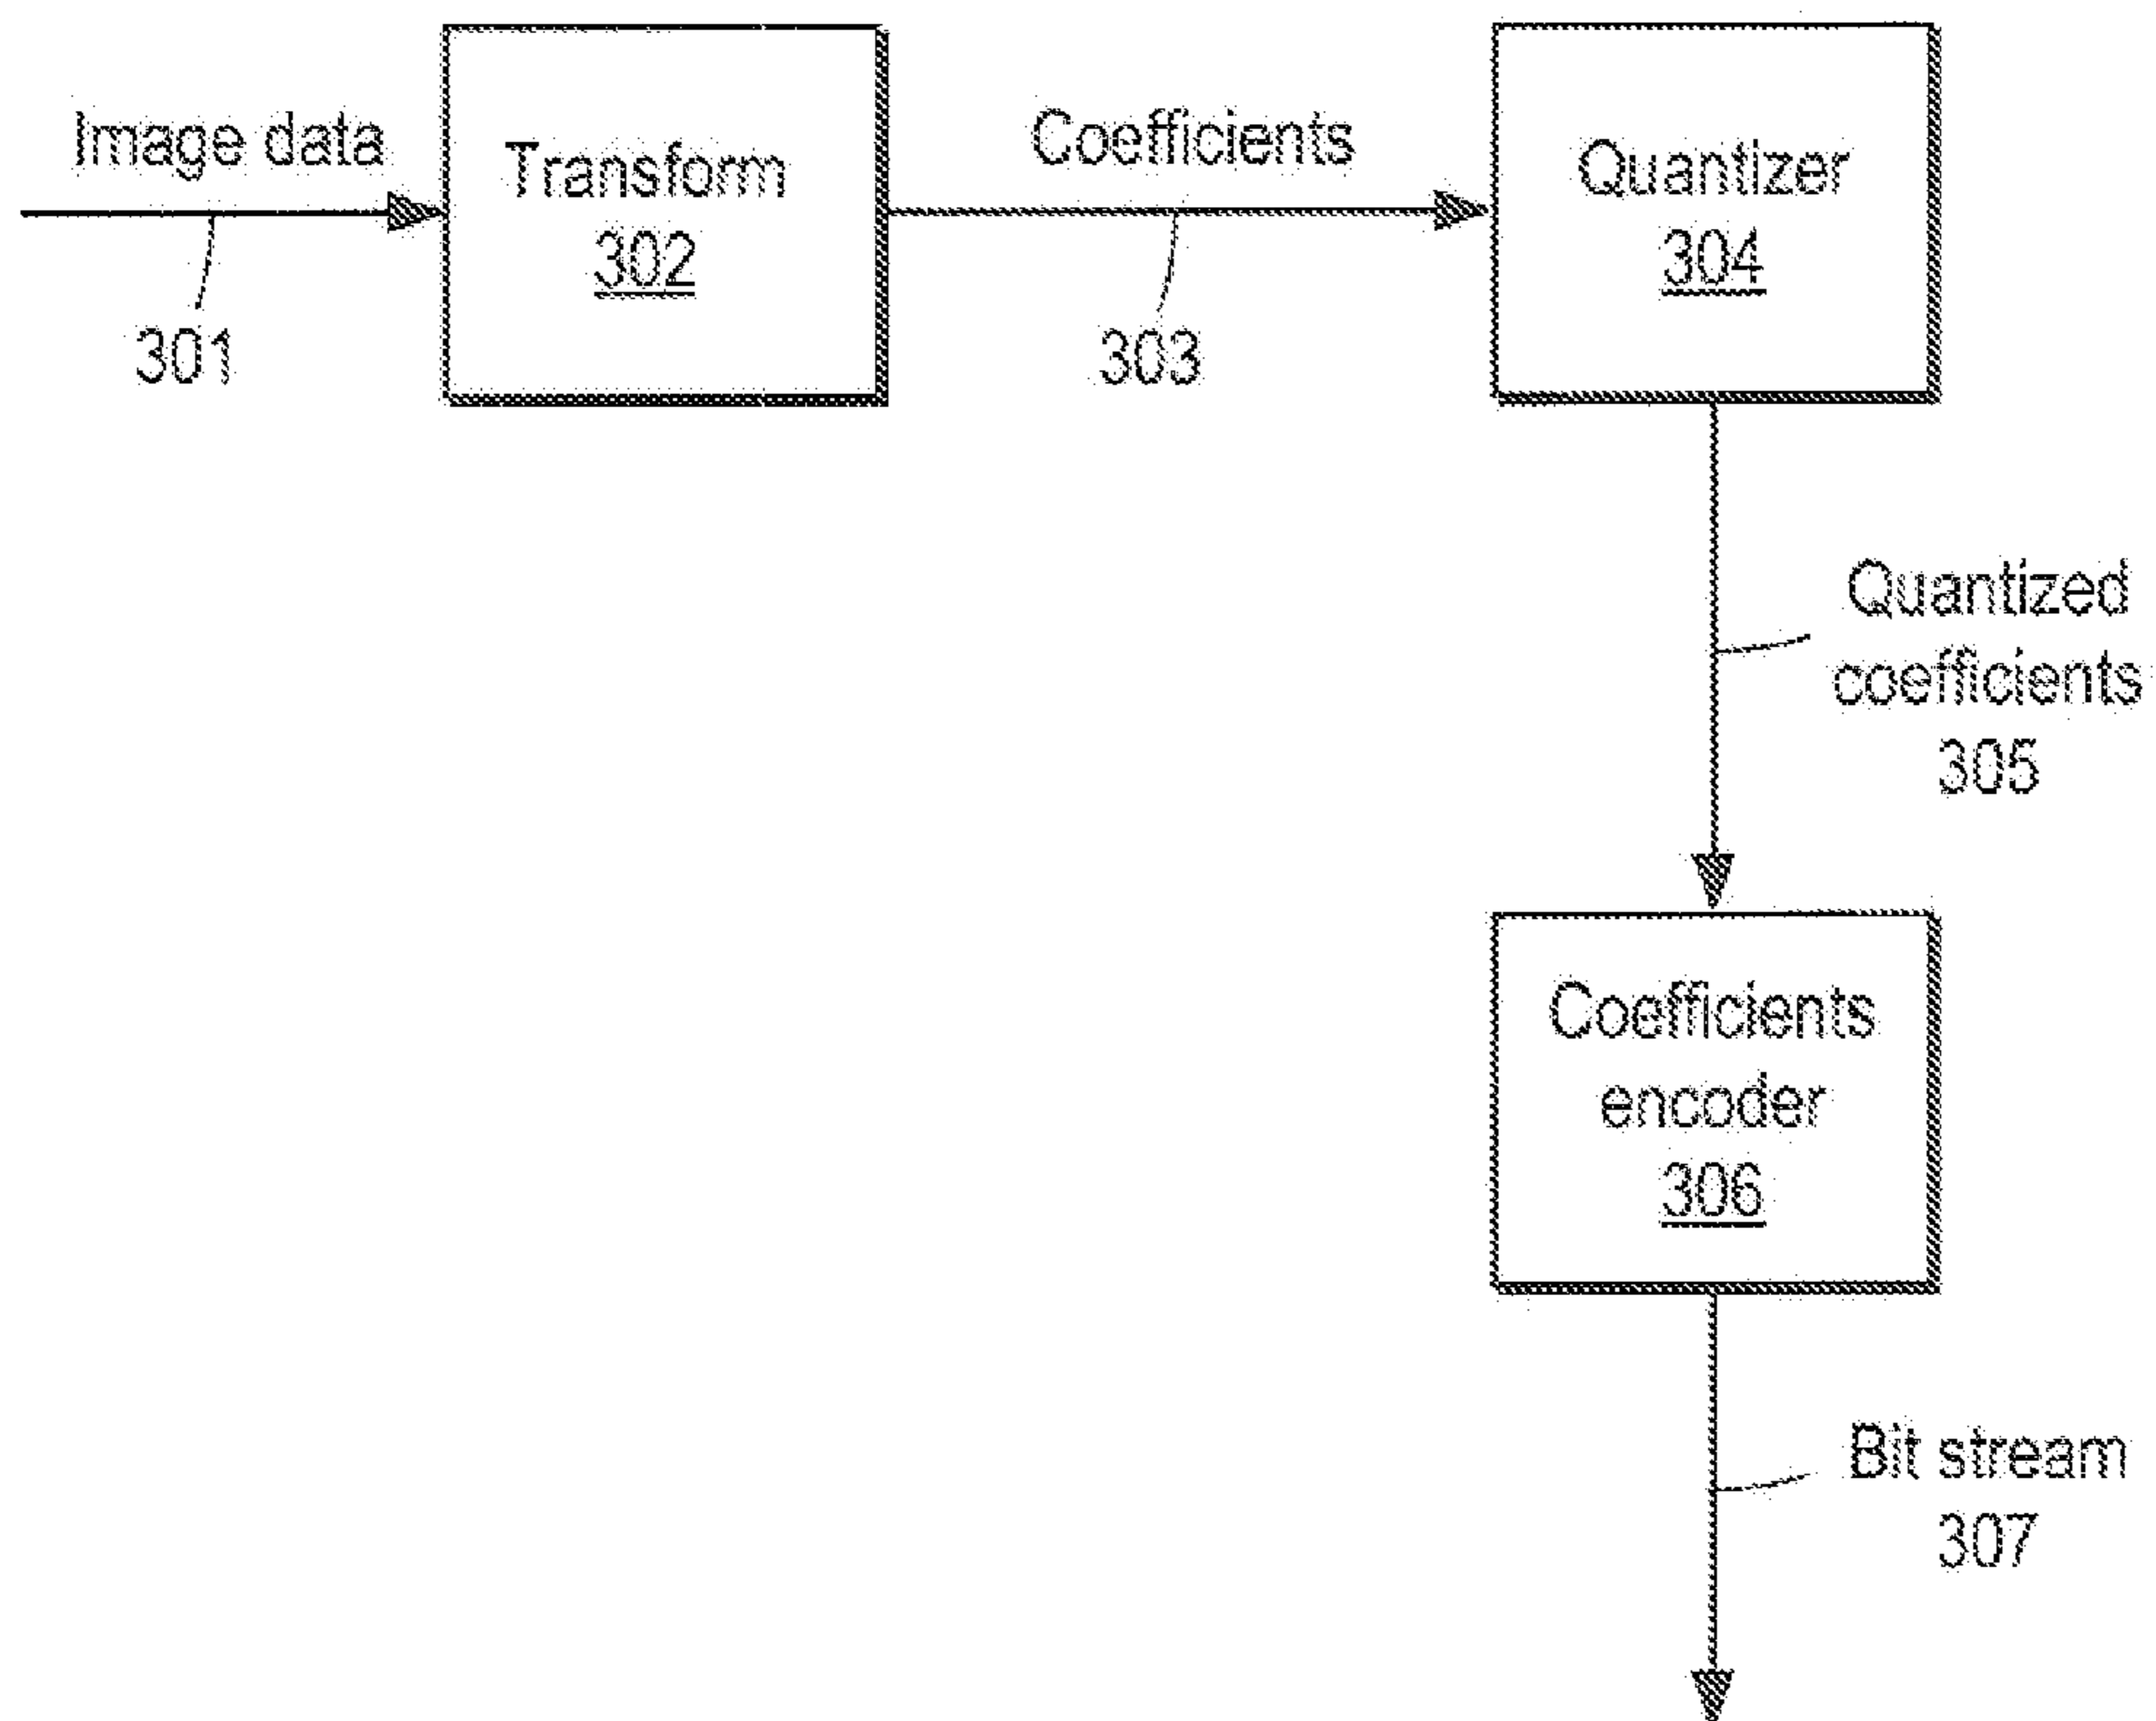 Image data
301
Transform
302
Coefficients
303
Quantizer
304
Quantized
coefficients
305
Coefficients
encoder
306
Bit stream
307